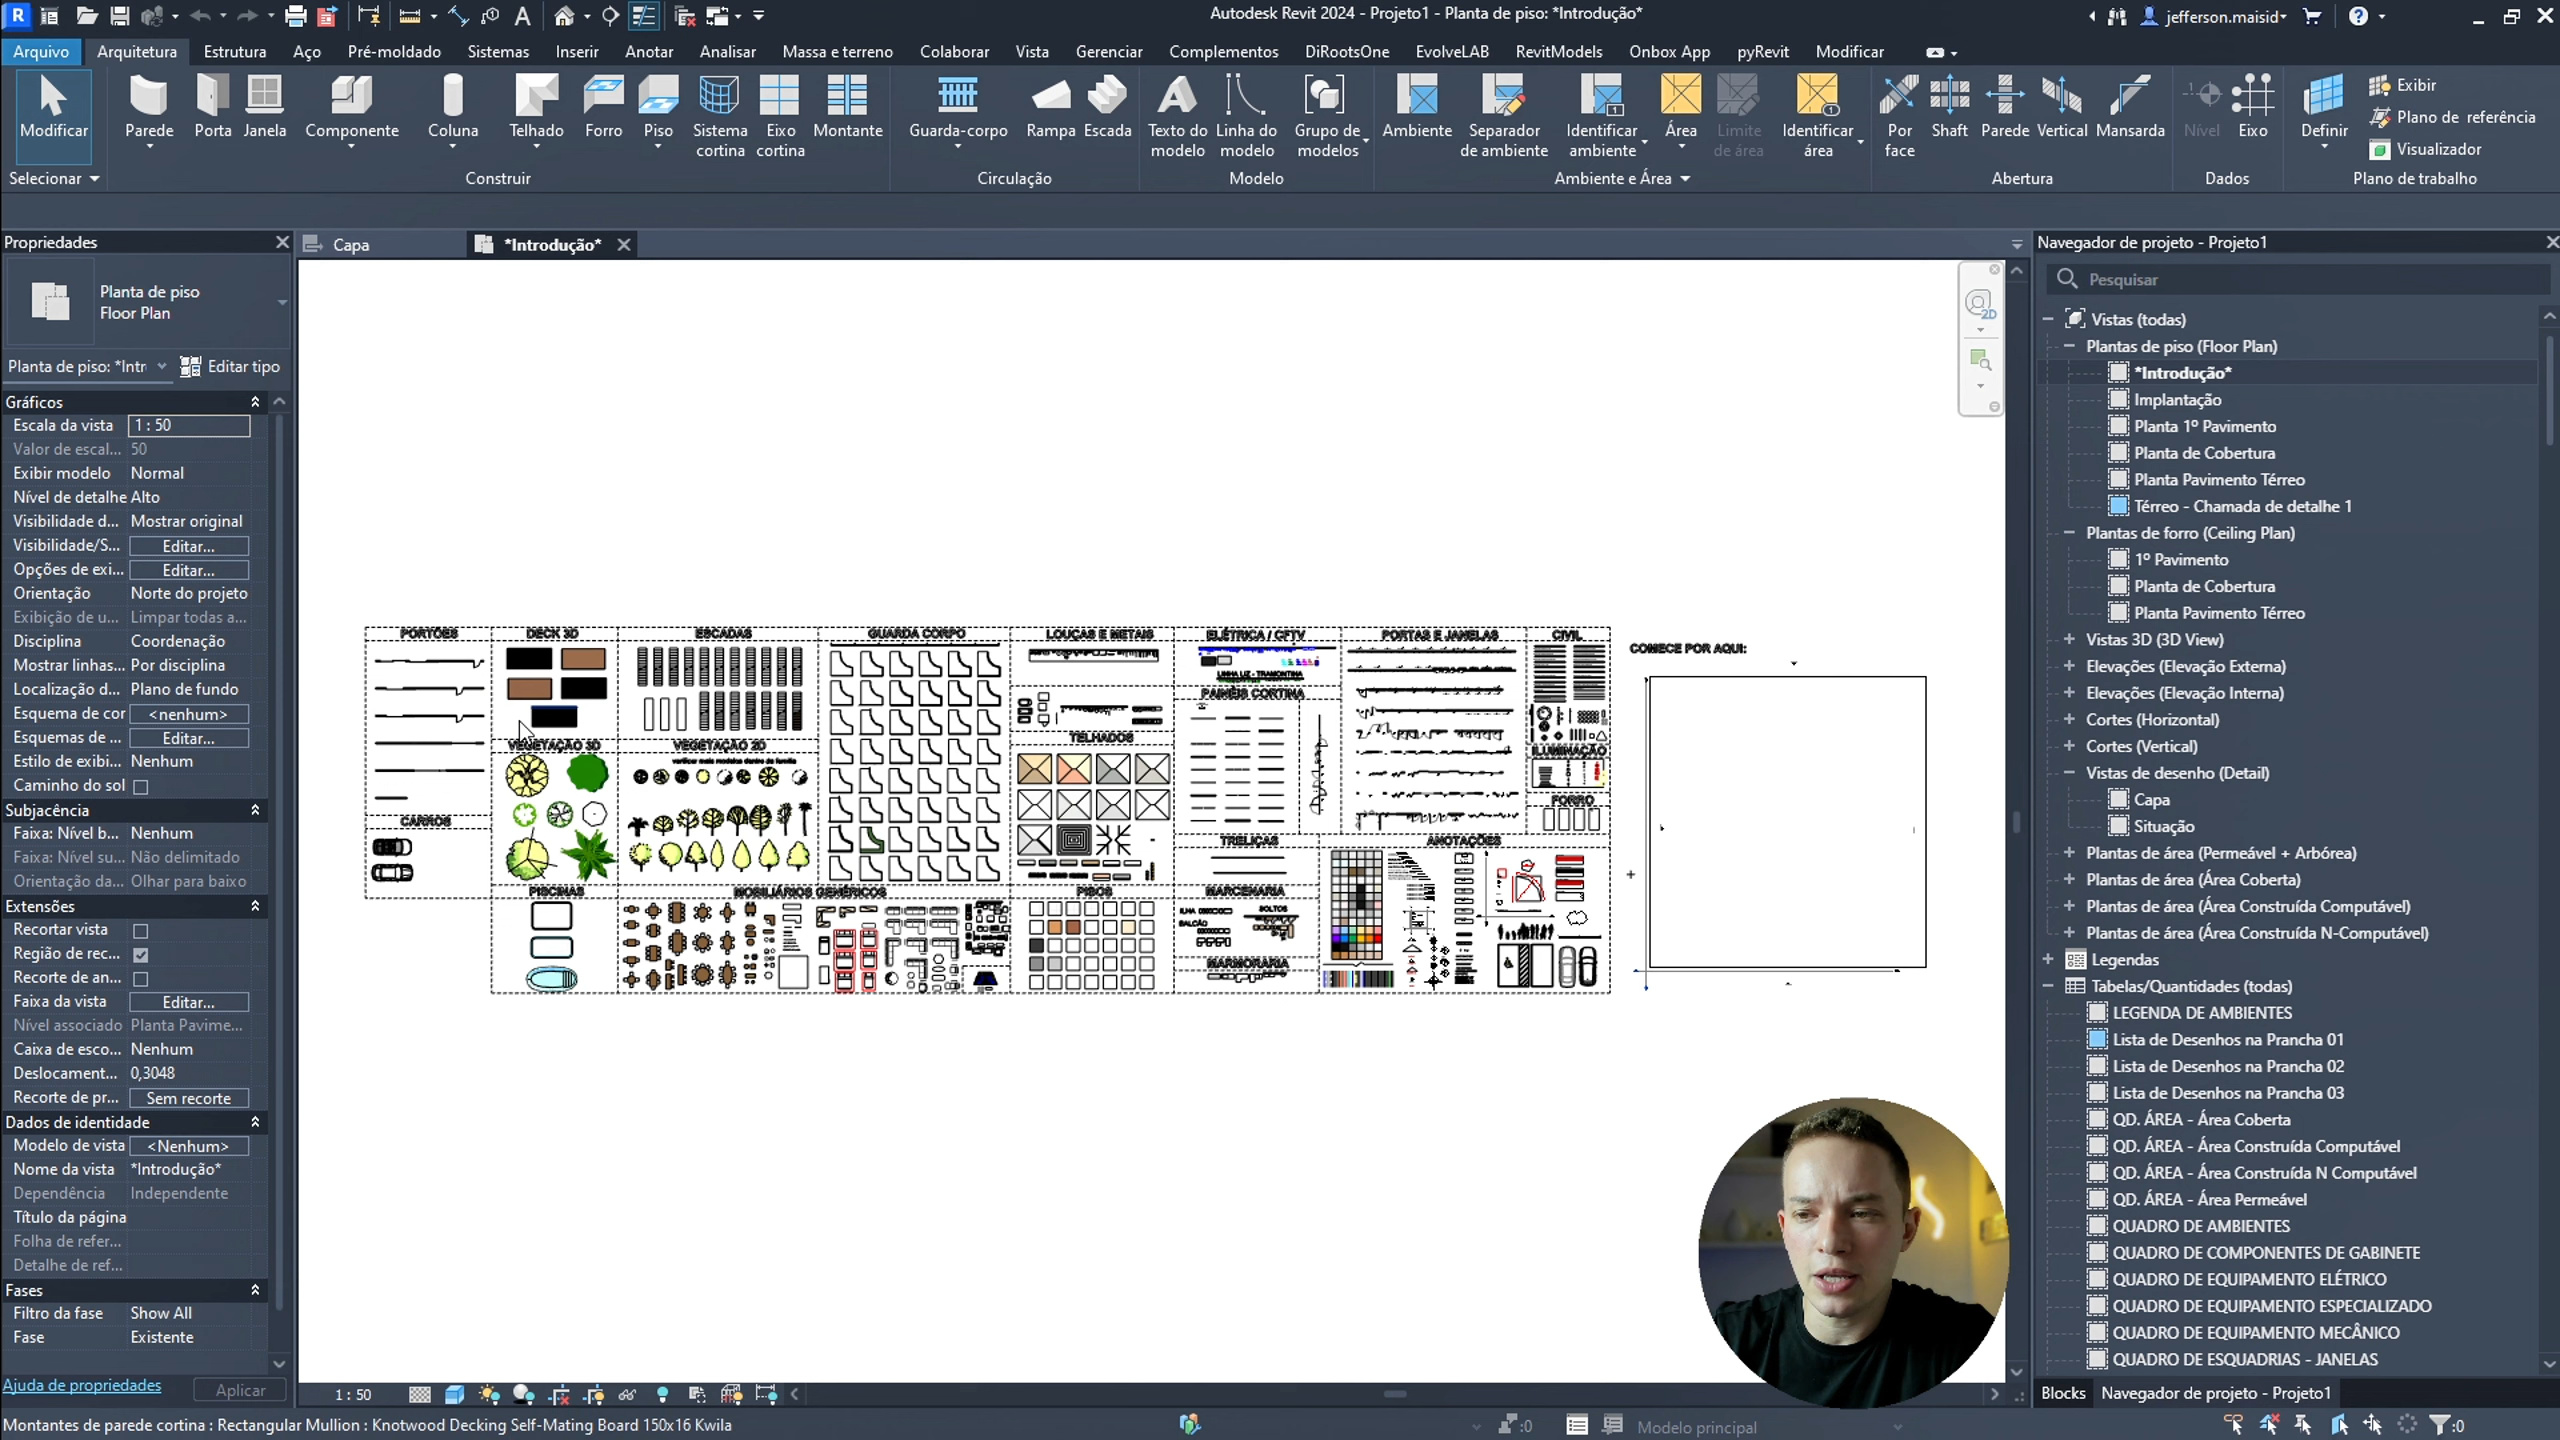 Autodesk Revit 2024 - Projeto1 - Planta de piso: *Introdução*
jefferson.maisid
Arquivo Arquitetura Estrutura Aço Pré-moldado Sistemas Inserir Anotar Analisar Massa e terreno Colaborar Vista Gerenciar Complementos DiRootsOne EvolveLAB RevitModels Onbox App pyRevit Modificar
Modificar Parede Porta Janela Componente Coluna Telhado Forro Piso Sistema cortina Eixo cortina Montante Guarda-corpo Rampa Escada Texto do modelo Linha do modelo Grupo de modelos Ambiente Separador de ambiente Identificar ambiente Área Limite de área Identificar área Por face Shaft Parede Vertical Mansarda Nível Eixo Definir
Exibir
Plano de referência
Visualizador
Selecionar Construir Circulação Modelo Ambiente e Área Abertura Dados Plano de trabalho
Propriedades
Planta de piso
Floor Plan
Planta de piso: *Intr Editar tipo
Gráficos
Escala da vista 1 : 50
Valor de escal... 50
Exibir modelo Normal
Nível de detalhe Alto
Visibilidade d... Mostrar original
Visibilidade/S... Editar...
Opções de exi... Editar...
Orientação Norte do projeto
Exibição de u... Limpar todas a...
Disciplina Coordenação
Mostrar linhas... Por disciplina
Localização d... Plano de fundo
Esquema de cor <nenhum>
Esquemas de ... Editar...
Estilo de exibi... Nenhum
Caminho do sol
Subjacência
Faixa: Nível b... Nenhum
Faixa: Nível su... Não delimitado
Orientação da... Olhar para baixo
Extensões
Recortar vista
Região de rec...
Recorte de an...
Faixa da vista Editar...
Nível associado Planta Pavime...
Caixa de esco... Nenhum
Deslocament... 0,3048
Recorte de pr... Sem recorte
Dados de identidade
Modelo de vista <Nenhum>
Nome da vista *Introdução*
Dependência Independente
Título da página
Folha de refer...
Detalhe de ref...
Fases
Filtro da fase Show All
Fase Existente
Ajuda de propriedades Aplicar
Capa *Introdução*
PORTÕES DECK 3D ESCADAS GUARDA CORPO LOUÇAS E METAIS ELÉTRICA / CFTV PORTAS E JANELAS CIVIL
COMECE POR AQUI:
LINHA LIZ - TRAMONTINA
PAINÉIS CORTINA
TELHADOS
VEGETAÇÃO 3D VEGETAÇÃO 2D
verificar mais modelos dentro da família
ILUMINAÇÃO
FORRO
CARROS
TRELIÇAS ANOTAÇÕES
PISCINAS MOBILIÁRIOS GENÉRICOS PISOS MARCENARIA
ILHA SOLTOS
BALCÃO
MARMORARIA
Navegador de projeto - Projeto1
Pesquisar
Vistas (todas)
Plantas de piso (Floor Plan)
*Introdução*
Implantação
Planta 1º Pavimento
Planta de Cobertura
Planta Pavimento Térreo
Térreo - Chamada de detalhe 1
Plantas de forro (Ceiling Plan)
1º Pavimento
Planta de Cobertura
Planta Pavimento Térreo
Vistas 3D (3D View)
Elevações (Elevação Externa)
Elevações (Elevação Interna)
Cortes (Horizontal)
Cortes (Vertical)
Vistas de desenho (Detail)
Capa
Situação
Plantas de área (Permeável + Arbórea)
Plantas de área (Área Coberta)
Plantas de área (Área Construída Computável)
Plantas de área (Área Construída N-Computável)
Legendas
Tabelas/Quantidades (todas)
LEGENDA DE AMBIENTES
Lista de Desenhos na Prancha 01
Lista de Desenhos na Prancha 02
Lista de Desenhos na Prancha 03
QD. ÁREA - Área Coberta
QD. ÁREA - Área Construída Computável
QD. ÁREA - Área Construída N Computável
QD. ÁREA - Área Permeável
QUADRO DE AMBIENTES
QUADRO DE COMPONENTES DE GABINETE
QUADRO DE EQUIPAMENTO ELÉTRICO
QUADRO DE EQUIPAMENTO ESPECIALIZADO
QUADRO DE EQUIPAMENTO MECÂNICO
QUADRO DE ESQUADRIAS - JANELAS
Blocks Navegador de projeto - Projeto1
1 : 50
Montantes de parede cortina : Rectangular Mullion : Knotwood Decking Self-Mating Board 150x16 Kwila
:0 Modelo principal :0